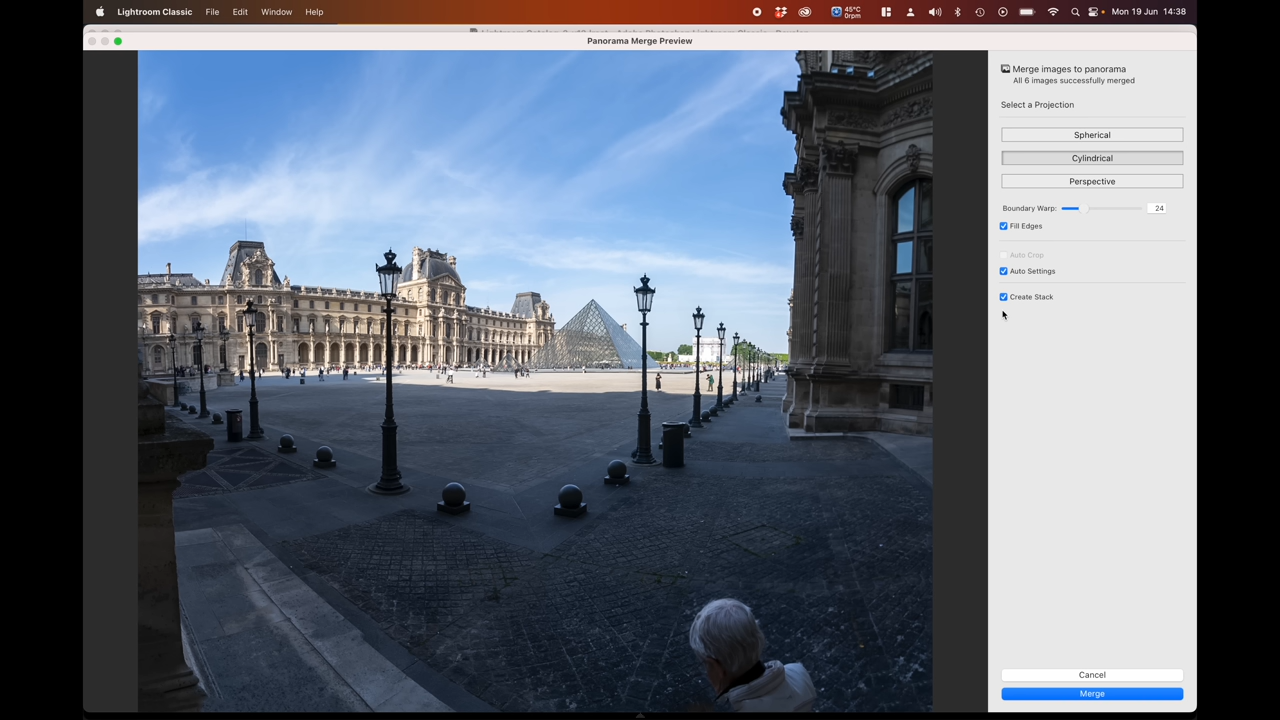 Lightroom Classic File Edit Window Help 45°C 0rpm Mon 19 Jun 14:38
Panorama Merge Preview
Merge images to panorama
All 6 images successfully merged
Select a Projection
Spherical
Cylindrical
Perspective
Boundary Warp: 24
Fill Edges
Auto Crop
Auto Settings
Create Stack
Cancel
Merge